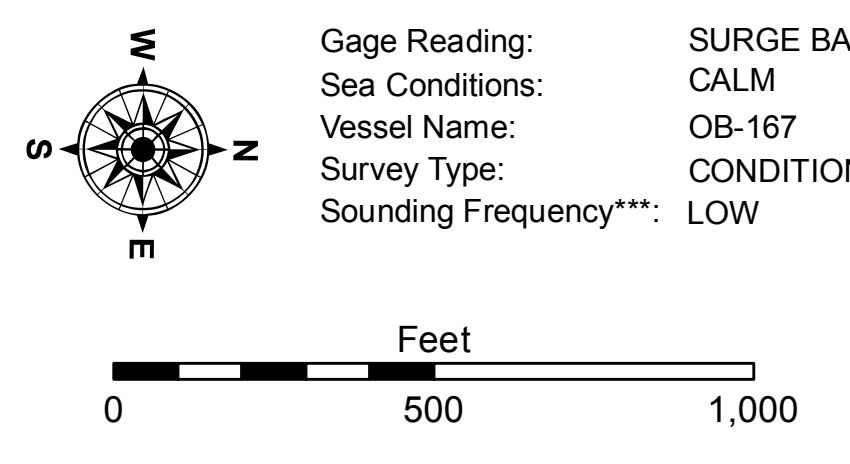 W
S
N
E
Gage Reading: SURGE BA
Sea Conditions: CALM
Vessel Name: OB-167
Survey Type: CONDITION
Sounding Frequency***: LOW
Feet
0 500 1,000